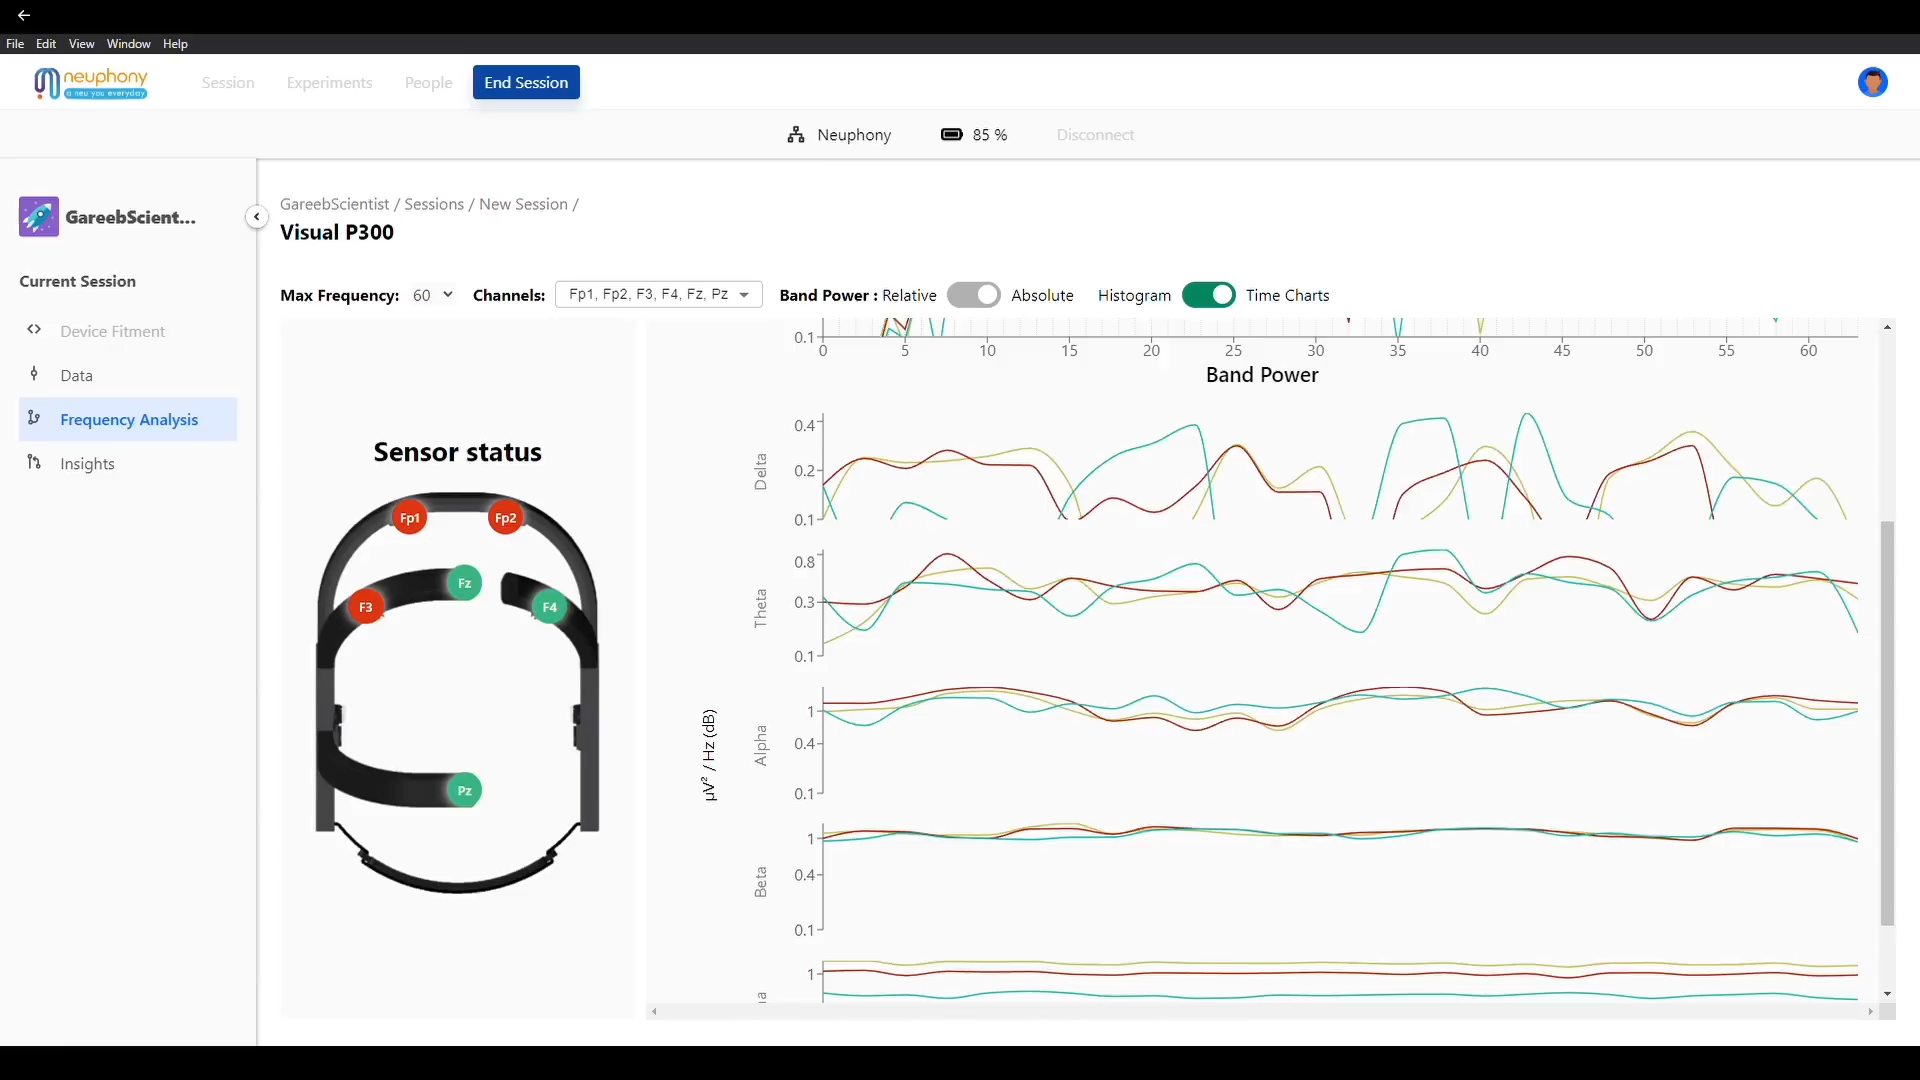 File Edit View Window Help
neuphony
a neu you everyday
Session Experiments People End Session
Neuphony 85 % Disconnect
GareebScient...
Current Session
Device Fitment
Data
Frequency Analysis
Insights
GareebScientist / Sessions / New Session /
Visual P300
Max Frequency: 60 Channels: Fp1, Fp2, F3, F4, Fz, Pz Band Power : Relative Absolute Histogram Time Charts
Sensor status
Fp1 Fp2
Fz
F3 F4
Pz
0.1
0 5 10 15 20 25 30 35 40 45 50 55 60
Band Power
µV² / Hz (dB)
Delta
0.4
0.2
0.1
Theta
0.8
0.3
0.1
Alpha
1
0.4
0.1
Beta
1
0.4
0.1
1